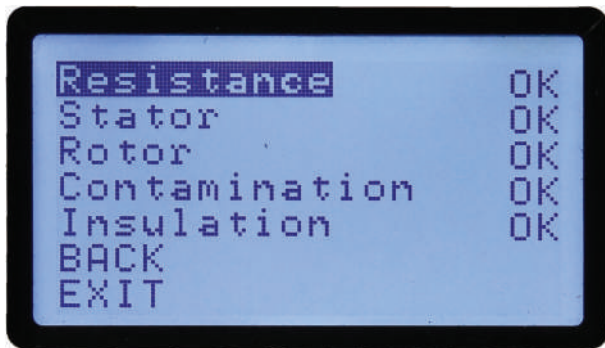 Resistance OK
Stator OK
Rotor OK
Contamination OK
Insulation OK
BACK
EXIT